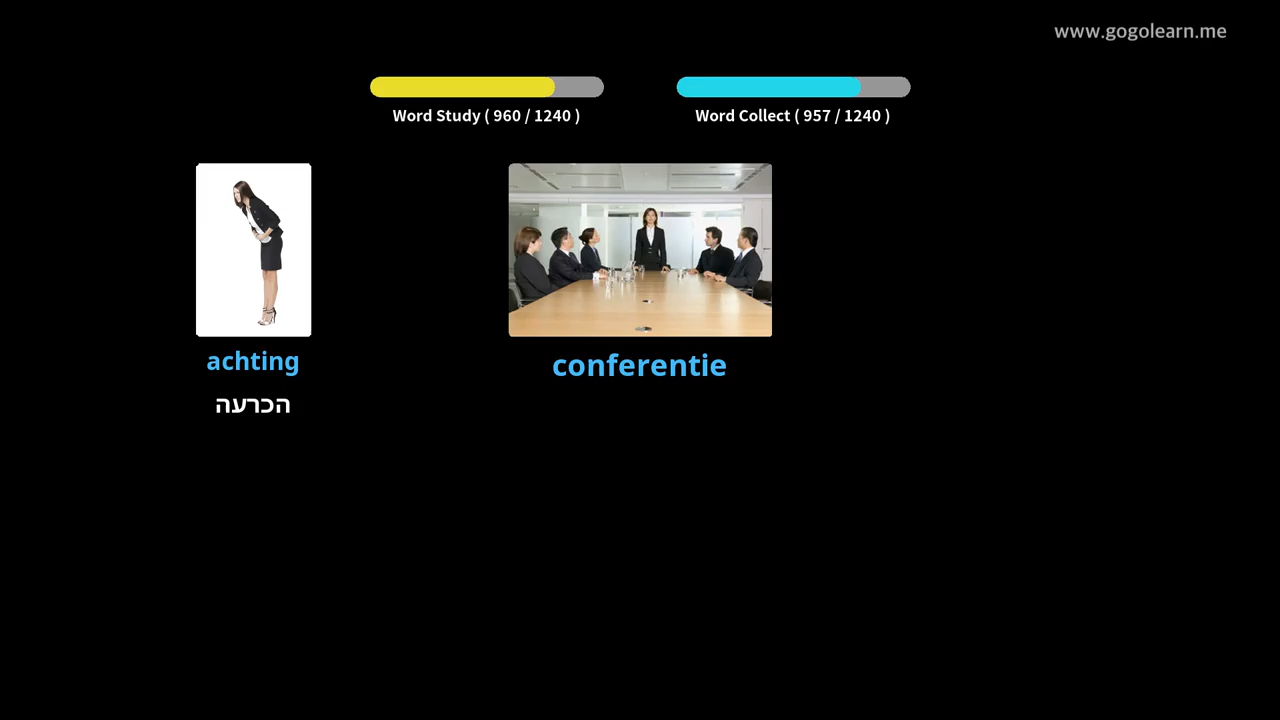 www.gogolearn.me
Word Study ( 960 / 1240 )
Word Collect ( 957 / 1240 )
achting
הכרעה
conferentie